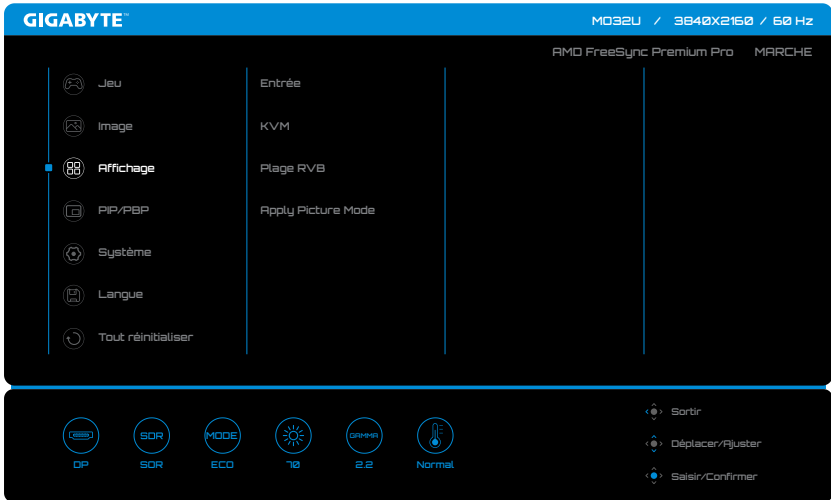 GIGABYTE™
MD32U / 3840X2160 / 60 Hz
AMD FreeSync Premium Pro MARCHE
Jeu
Entrée
Image
KVM
Affichage
Plage RVB
PIP/PBP
Apply Picture Mode
Système
Langue
Tout réinitialiser
SDR
MODE
GAMMA
DP
SDR
ECO
70
2.2
Normal
Sortir
Déplacer/Ajuster
Saisir/Confirmer